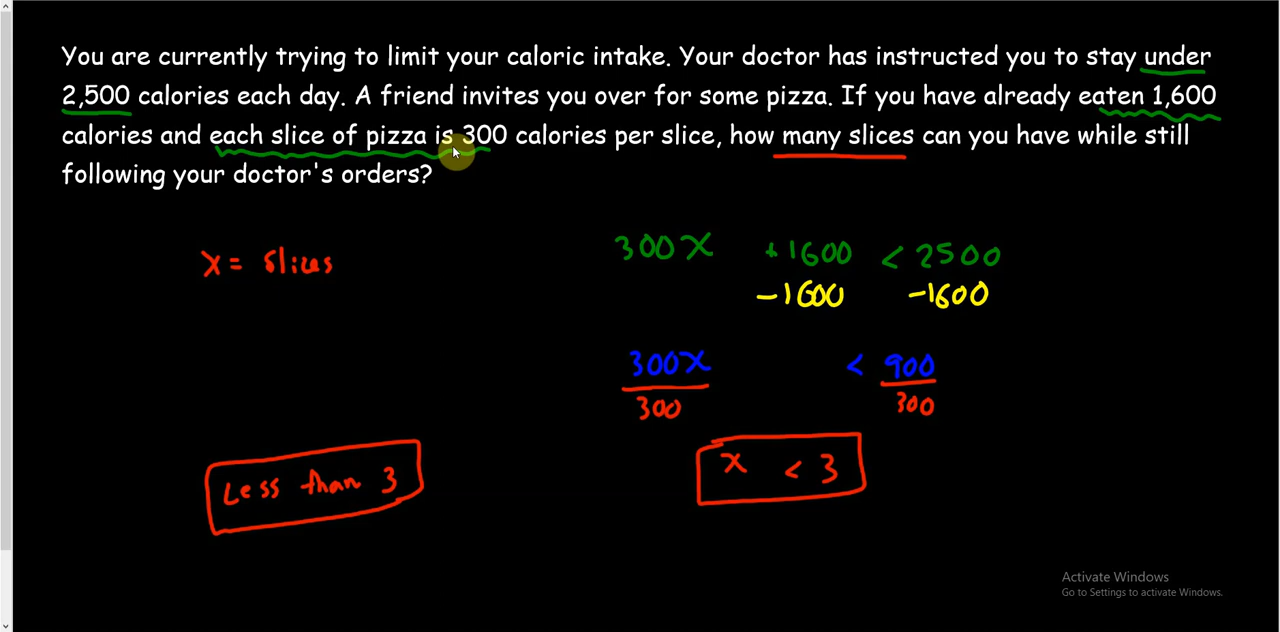 You are currently trying to limit your caloric intake. Your doctor has instructed you to stay under
2,500 calories each day. A friend invites you over for some pizza. If you have already eaten 1,600
calories and each slice of pizza is 300 calories per slice, how many slices can you have while still
following your doctor's orders?
x = slices
300x +1600 < 2500
-1600 -1600
300x < 900
300 300
x < 3
Less than 3
Activate Windows
Go to Settings to activate Windows.